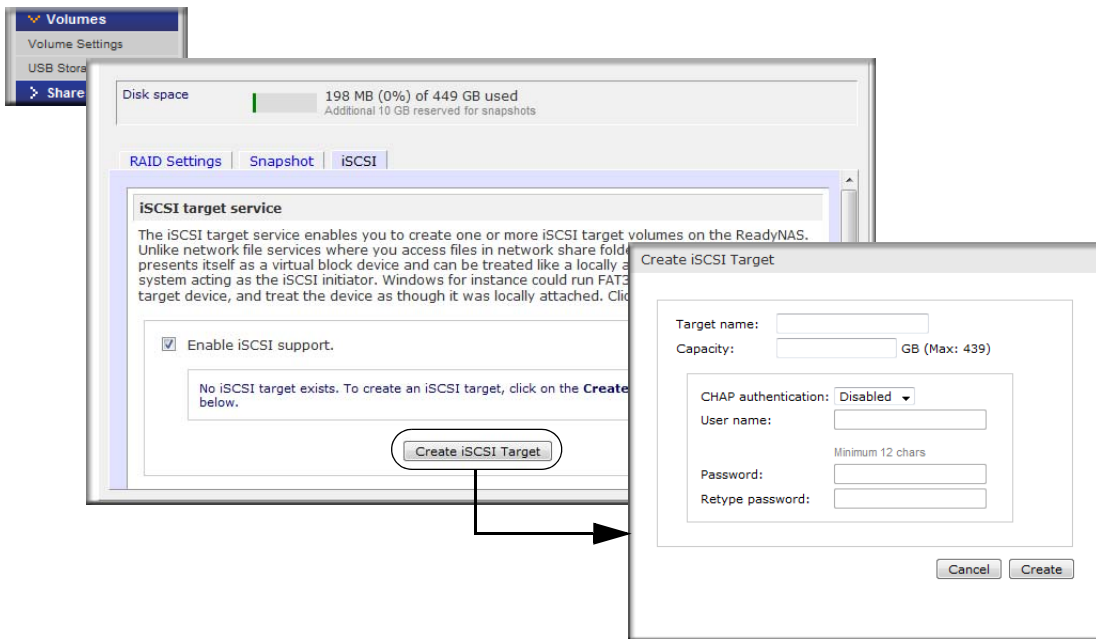 Volumes
Volume Settings
USB Stora
Share
Disk space
198 MB (0%) of 449 GB used
Additional 10 GB reserved for snapshots
RAID Settings
Snapshot
iSCSI
iSCSI target service
The iSCSI target service enables you to create one or more iSCSI target volumes on the ReadyNAS.
Unlike network file services where you access files in network share folde
presents itself as a virtual block device and can be treated like a locally a
system acting as the iSCSI initiator. Windows for instance could run FAT3
target device, and treat the device as though it was locally attached. Clic
Enable iSCSI support.
No iSCSI target exists. To create an iSCSI target, click on the Create
below.
Create iSCSI Target
Create iSCSI Target
Target name:
Capacity:
GB (Max: 439)
CHAP authentication: Disabled
User name:
Minimum 12 chars
Password:
Retype password:
Cancel
Create